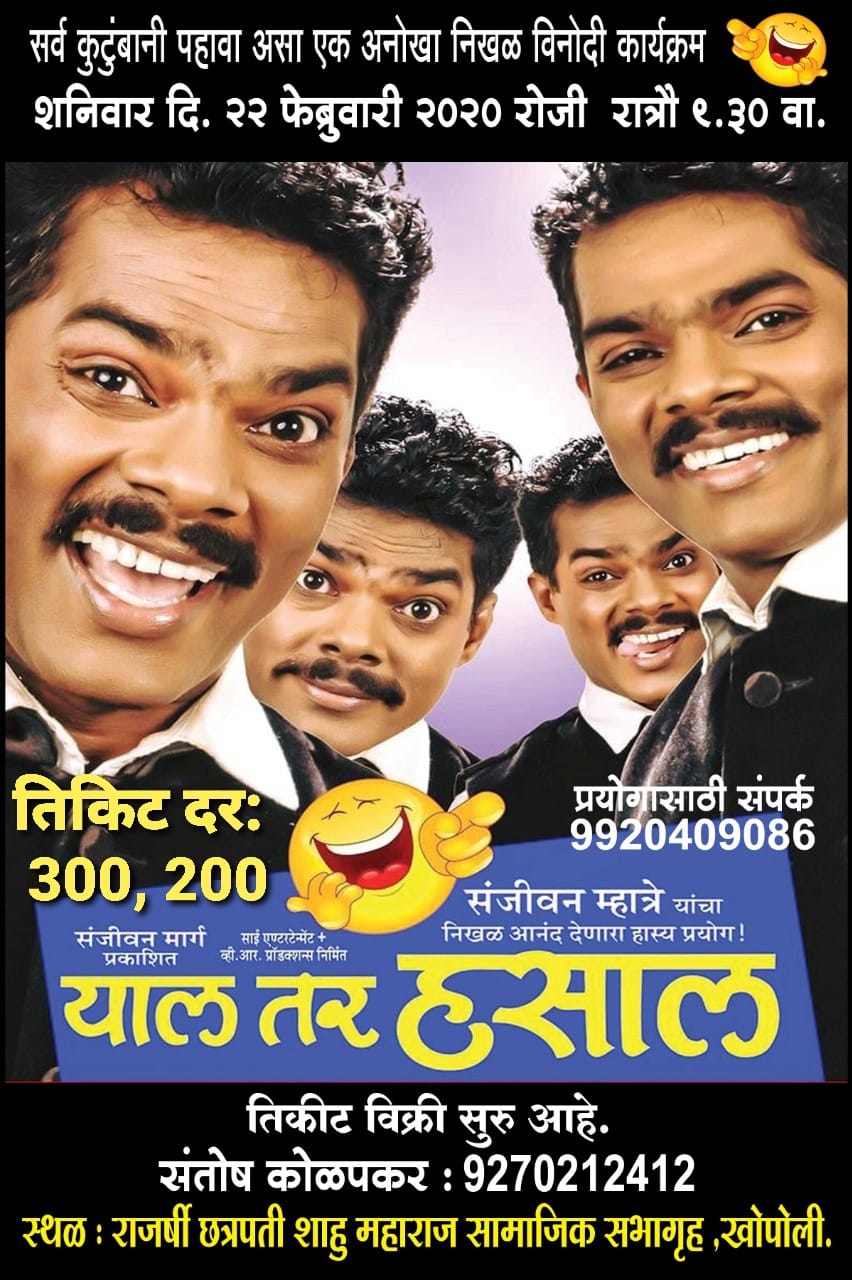 सर्व कुटुंबानी पहावा असा एक अनोखा निखळ विनोदी कार्यक्रम
शनिवार दि. २२ फेब्रुवारी २०२० रोजी रात्रौ ९.३० वा.
तिकिट दर:
300, 200
प्रयोगासाठी संपर्क
9920409086
संजीवन म्हात्रे यांचा
निखळ आनंद देणारा हास्य प्रयोग!
संजीवन मार्ग
प्रकाशित
साई एण्टरटेन्मेंट +
व्ही.आर. प्रॉडक्शन्स निर्मित
याल तर हसाल
तिकीट विक्री सुरु आहे.
संतोष कोळपकर : 9270212412
स्थळ : राजर्षी छत्रपती शाहु महाराज सामाजिक सभागृह ,खोपोली.